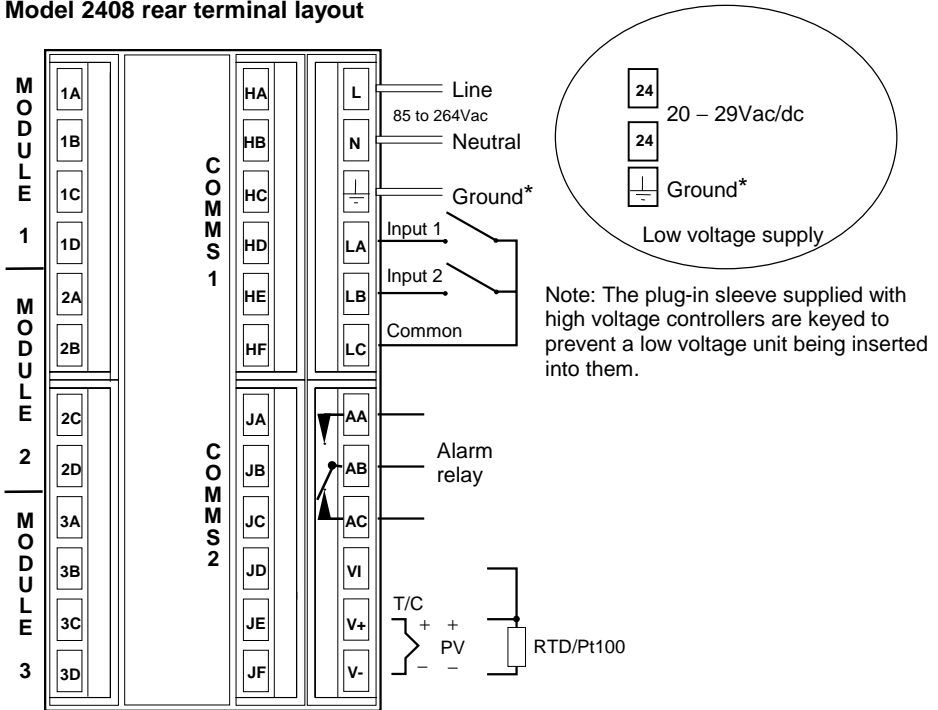 Model 2408 rear terminal layout
MODULE 1
MODULE 2
MODULE 3
1A
1B
1C
1D
2A
2B
2C
2D
3A
3B
3C
3D
COMMS 1
COMMS 2
HA
HB
HC
HD
HE
HF
JA
JB
JC
JD
JE
JF
L
N
LA
LB
LC
AA
AB
AC
VI
V+
V-
Line
85 to 264Vac
Neutral
Ground*
Input 1
Input 2
Common
Alarm
relay
T/C
+ +
PV
– –
RTD/Pt100
24
20 – 29Vac/dc
24
Ground*
Low voltage supply
Note: The plug-in sleeve supplied with
high voltage controllers are keyed to
prevent a low voltage unit being inserted
into them.